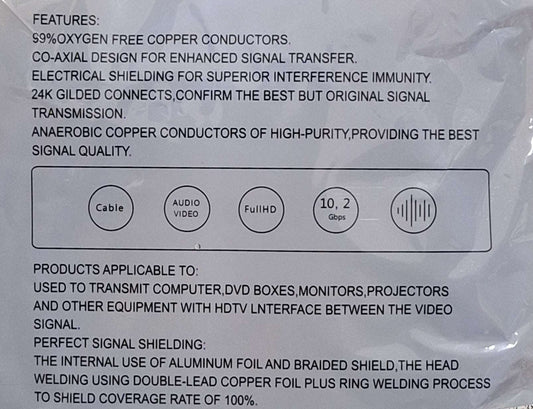 FEATURES:
99%OXYGEN FREE COPPER CONDUCTORS.
CO-AXIAL DESIGN FOR ENHANCED SIGNAL TRANSFER.
ELECTRICAL SHIELDING FOR SUPERIOR INTERFERENCE IMMUNITY.
24K GILDED CONNECTS,CONFIRM THE BEST BUT ORIGINAL SIGNAL
TRANSMISSION.
ANAEROBIC COPPER CONDUCTORS OF HIGH-PURITY,PROVIDING THE BEST
SIGNAL QUALITY.
Cable
AUDIO
VIDEO
FullHD
10, 2
Gbps
PRODUCTS APPLICABLE TO:
USED TO TRANSMIT COMPUTER,DVD BOXES,MONITORS,PROJECTORS
AND OTHER EQUIPMENT WITH HDTV LNTERFACE BETWEEN THE VIDEO
SIGNAL.
PERFECT SIGNAL SHIELDING:
THE INTERNAL USE OF ALUMINUM FOIL AND BRAIDED SHIELD,THE HEAD
WELDING USING DOUBLE-LEAD COPPER FOIL PLUS RING WELDING PROCESS
TO SHIELD COVERAGE RATE OF 100%.